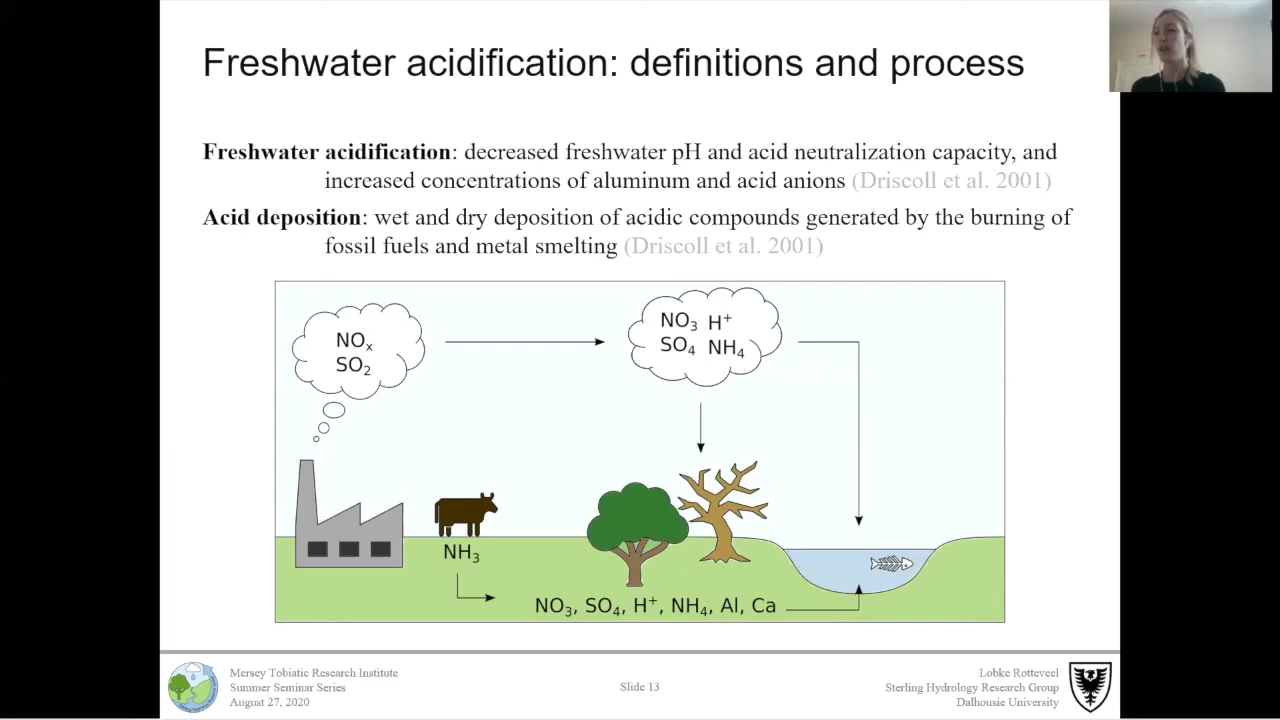 Freshwater acidification: definitions and process
Freshwater acidification: decreased freshwater pH and acid neutralization capacity, and
increased concentrations of aluminum and acid anions (Driscoll et al. 2001)
Acid deposition: wet and dry deposition of acidic compounds generated by the burning of
fossil fuels and metal smelting (Driscoll et al. 2001)
NOₓ
SO₂
NO₃ H⁺
SO₄ NH₄
NH₃
NO₃, SO₄, H⁺, NH₄, Al, Ca
Mersey Tobiatic Research Institute
Summer Seminar Series
August 27, 2020
Slide 13
Lobke Rotteveel
Sterling Hydrology Research Group
Dalhousie University